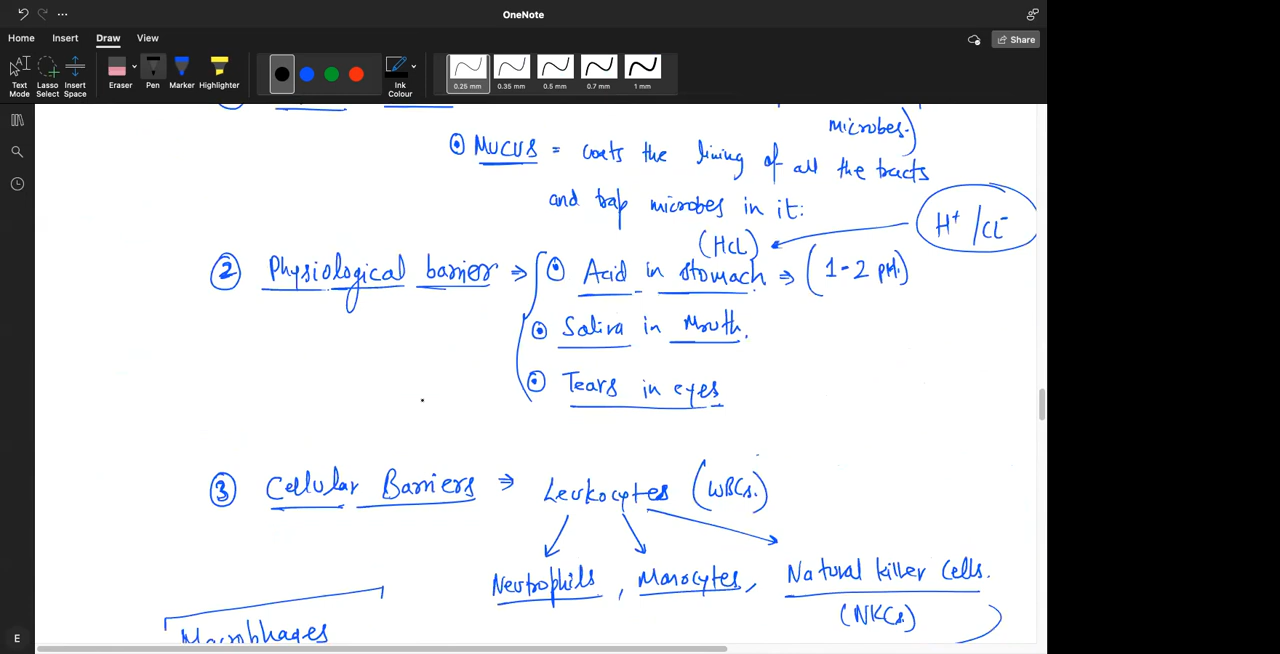 OneNote
Home Insert Draw View
Share
Text Mode
Lasso Select
Insert Space
Eraser
Pen
Marker
Highlighter
Ink Colour
0.25 mm
0.35 mm
0.5 mm
0.7 mm
1 mm
microbes.)
Mucus = coats the lining of all the tracts
and trap microbes in it:
H+ / Cl-
(HCL)
② Physiological barrier ⇒ Acid in stomach ⇒ (1-2 pH.)
Saliva in Mouth.
Tears in eyes
③ Cellular Barriers ⇒ Leukocytes (WBCs.)
Neutrophils, Monocytes, Natural killer cells.
(NKCs.)
Macrophages
E